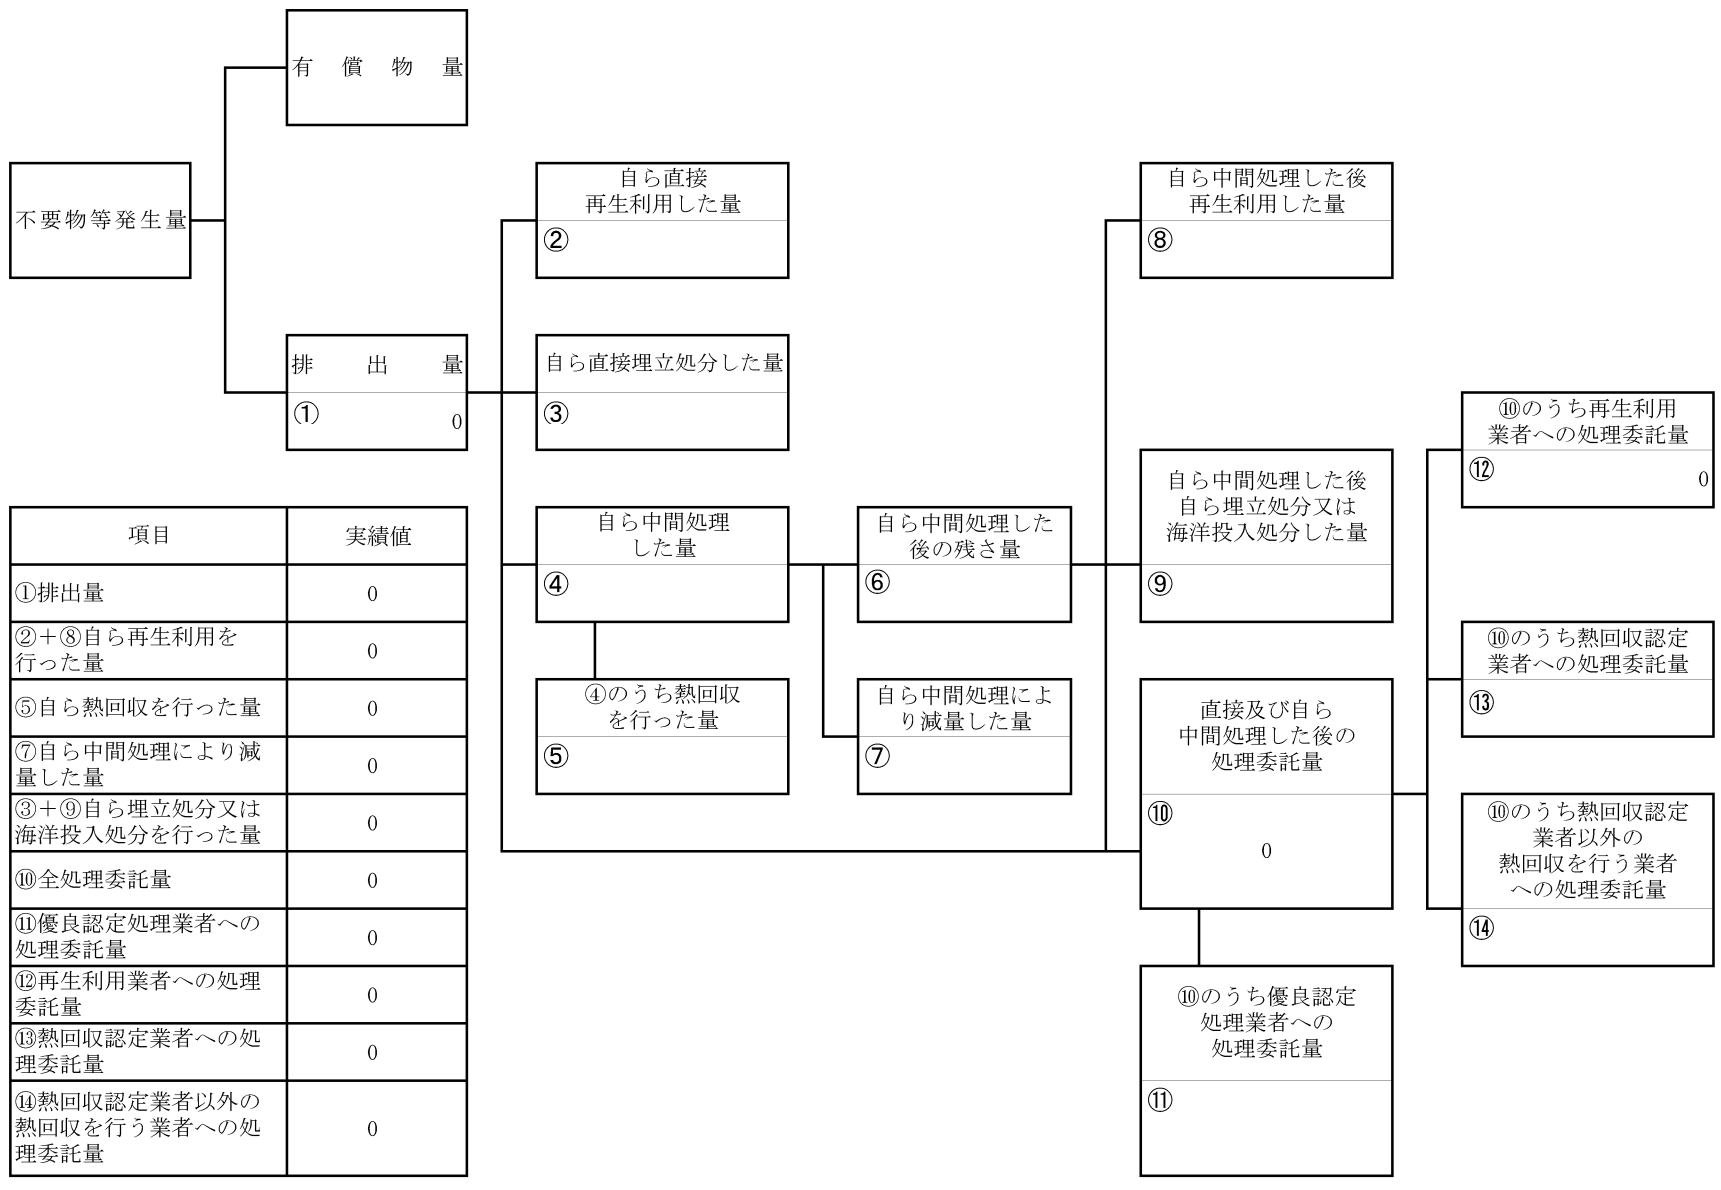 有償物量
不要物等発生量
排出量
①
0
自ら直接
再生利用した量
②
自ら直接埋立処分した量
③
自ら中間処理
した量
④
④のうち熱回収
を行った量
⑤
自ら中間処理した
後の残さ量
⑥
自ら中間処理によ
り減量した量
⑦
自ら中間処理した後
再生利用した量
⑧
自ら中間処理した後
自ら埋立処分又は
海洋投入処分した量
⑨
直接及び自ら
中間処理した後の
処理委託量
⑩
0
⑩のうち優良認定
処理業者への
処理委託量
⑪
⑩のうち再生利用
業者への処理委託量
⑫
0
⑩のうち熱回収認定
業者への処理委託量
⑬
⑩のうち熱回収認定
業者以外の
熱回収を行う業者
への処理委託量
⑭
項目 実績値
①排出量 0
②＋⑧自ら再生利用を
行った量 0
⑤自ら熱回収を行った量 0
⑦自ら中間処理により減
量した量 0
③＋⑨自ら埋立処分又は
海洋投入処分を行った量 0
⑩全処理委託量 0
⑪優良認定処理業者への
処理委託量 0
⑫再生利用業者への処理
委託量 0
⑬熱回収認定業者への処
理委託量 0
⑭熱回収認定業者以外の
熱回収を行う業者への処
理委託量 0